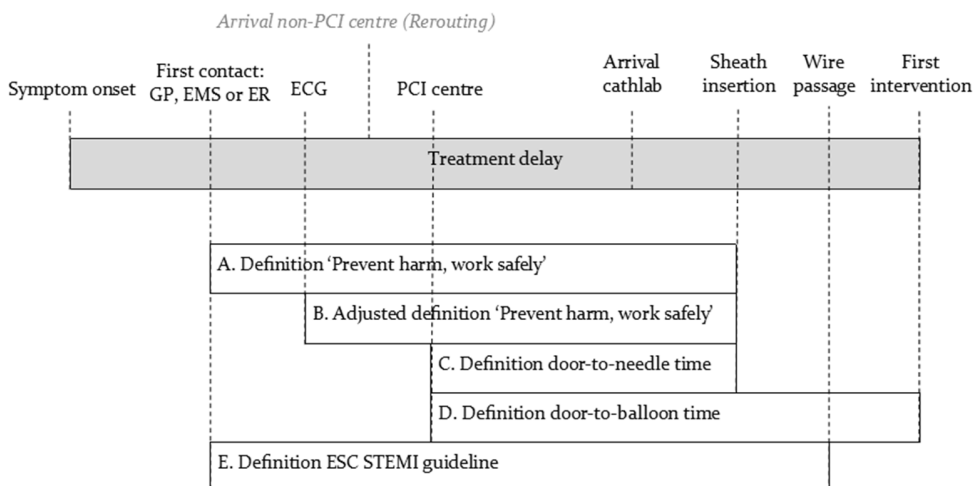 Arrival non-PCI centre (Rerouting)
Symptom onset
First contact:
GP, EMS or ER
ECG
PCI centre
Arrival
cathlab
Sheath
insertion
Wire
passage
First
intervention
Treatment delay
A. Definition ‘Prevent harm, work safely’
B. Adjusted definition ‘Prevent harm, work safely’
C. Definition door-to-needle time
D. Definition door-to-balloon time
E. Definition ESC STEMI guideline